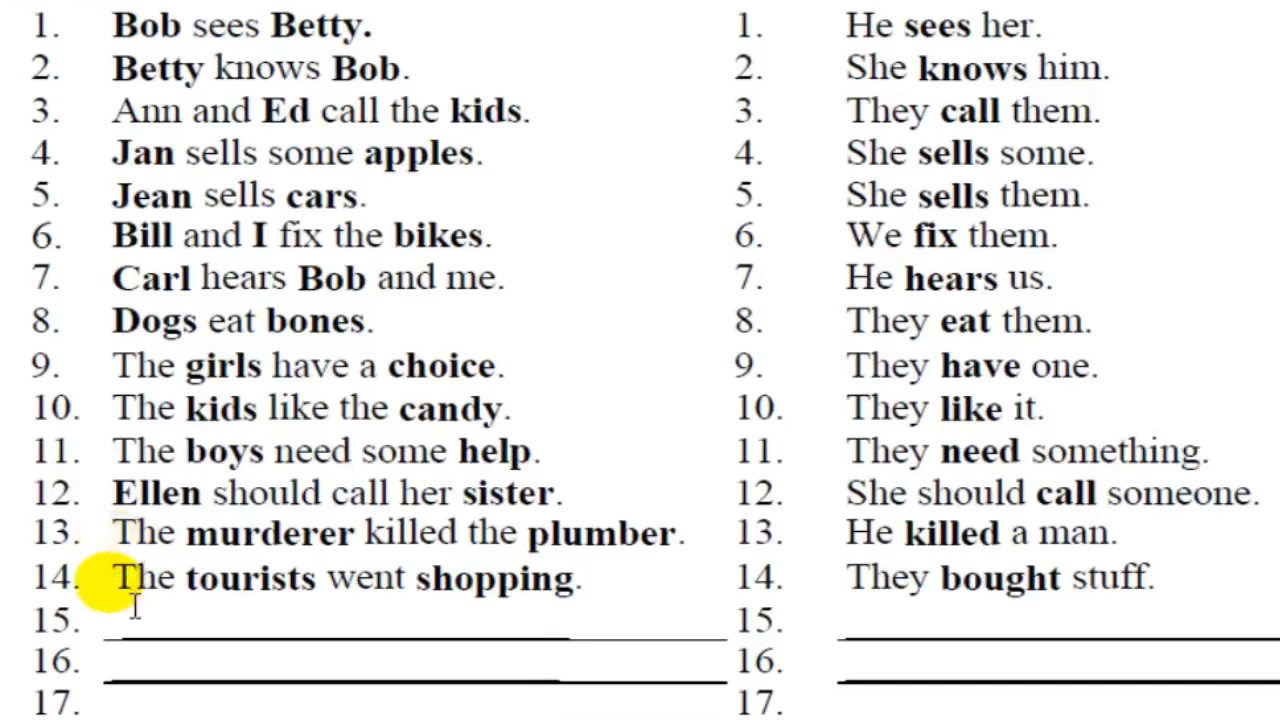 1. Bob sees Betty.
2. Betty knows Bob.
3. Ann and Ed call the kids.
4. Jan sells some apples.
5. Jean sells cars.
6. Bill and I fix the bikes.
7. Carl hears Bob and me.
8. Dogs eat bones.
9. The girls have a choice.
10. The kids like the candy.
11. The boys need some help.
12. Ellen should call her sister.
13. The murderer killed the plumber.
14. The tourists went shopping.
15.
16.
17.
1. He sees her.
2. She knows him.
3. They call them.
4. She sells some.
5. She sells them.
6. We fix them.
7. He hears us.
8. They eat them.
9. They have one.
10. They like it.
11. They need something.
12. She should call someone.
13. He killed a man.
14. They bought stuff.
15.
16.
17.